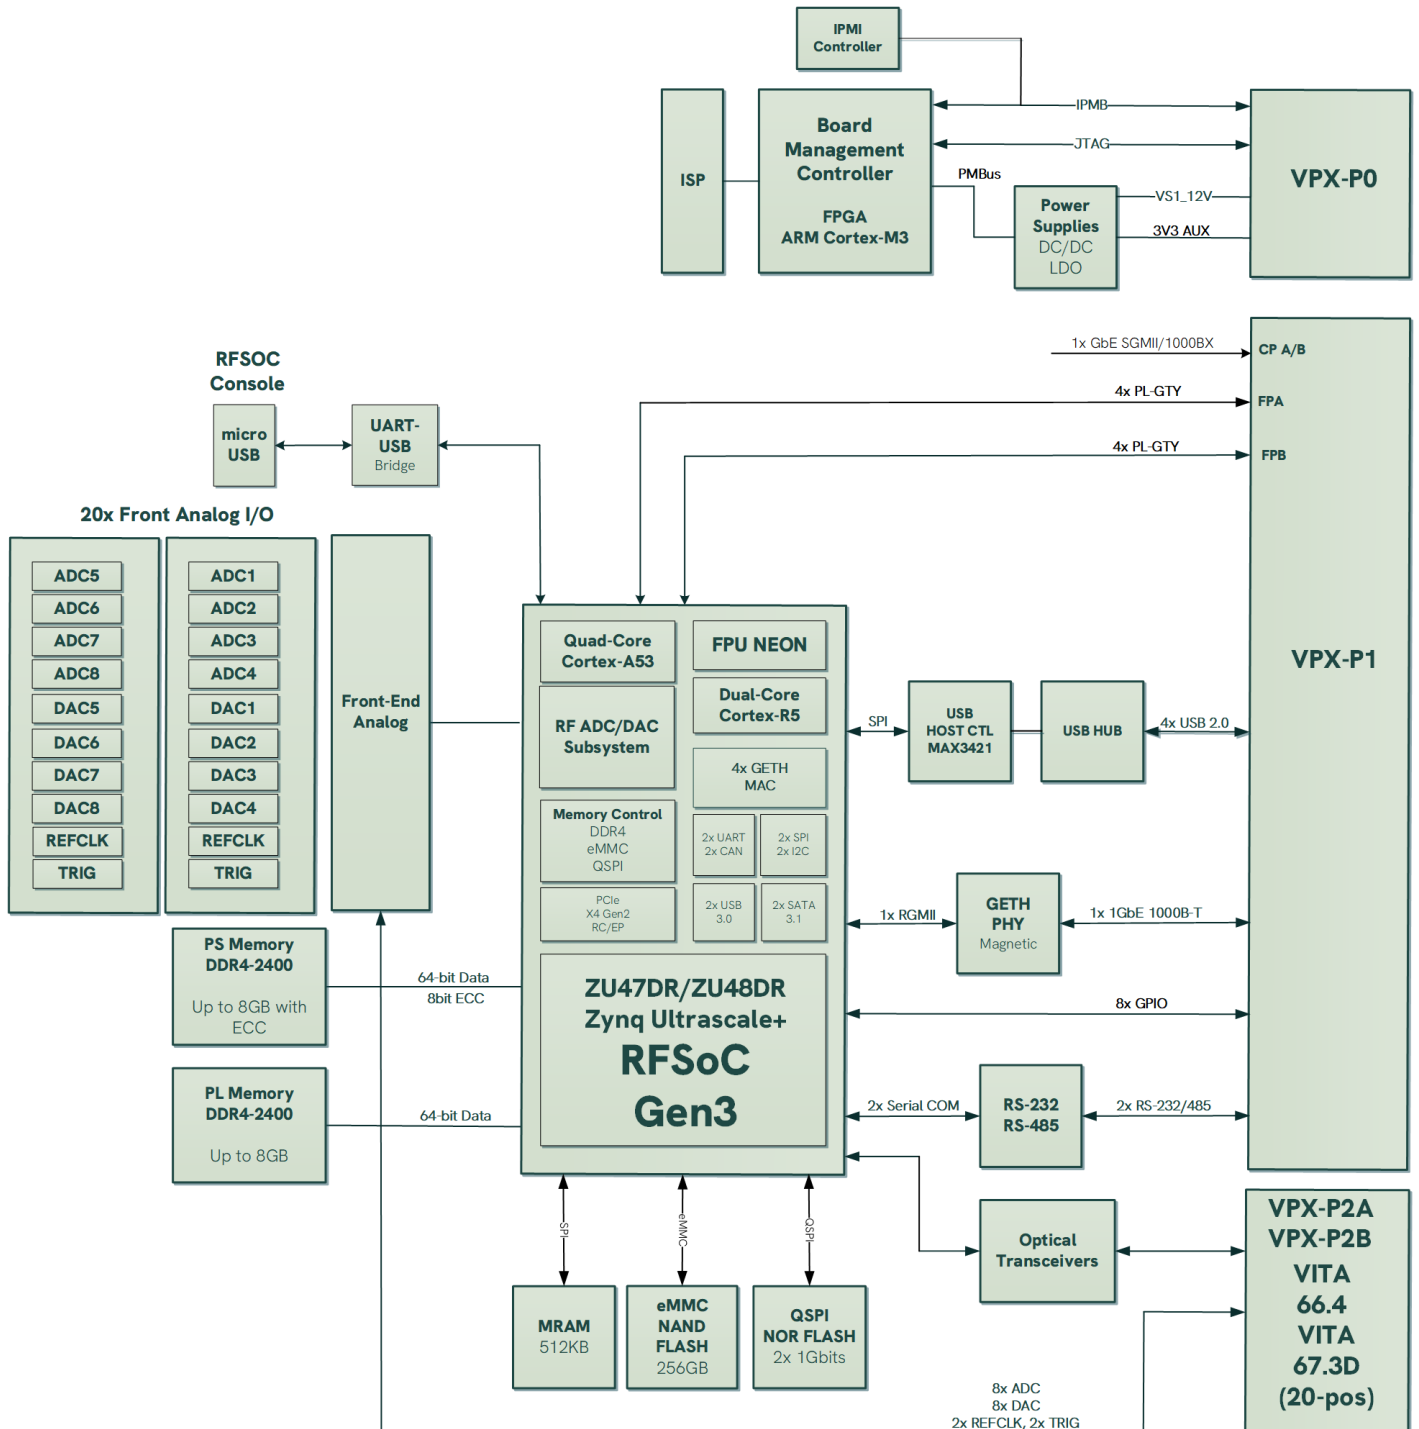 IPMI
Controller
ISP
Board
Management
Controller
FPGA
ARM Cortex-M3
IPMB
JTAG
PMBus
Power
Supplies
DC/DC
LDO
VS1_12V
3V3 AUX
VPX-P0
1x GbE SGMII/1000BX
CP A/B
4x PL-GTY
FPA
4x PL-GTY
FPB
VPX-P1
RFSOC
Console
micro
USB
UART-
USB
Bridge
20x Front Analog I/O
ADC5
ADC6
ADC7
ADC8
DAC5
DAC6
DAC7
DAC8
REFCLK
TRIG
ADC1
ADC2
ADC3
ADC4
DAC1
DAC2
DAC3
DAC4
REFCLK
TRIG
Front-End
Analog
Quad-Core
Cortex-A53
FPU NEON
RF ADC/DAC
Subsystem
Dual-Core
Cortex-R5
4x GETH
MAC
Memory Control
DDR4
eMMC
QSPI
2x UART
2x CAN
2x SPI
2x I2C
PCIe
X4 Gen2
RC/EP
2x USB
3.0
2x SATA
3.1
ZU47DR/ZU48DR
Zynq Ultrascale+
RFSoC
Gen3
SPI
USB
HOST CTL
MAX3421
USB HUB
4x USB 2.0
1x RGMII
GETH
PHY
Magnetic
1x 1GbE 1000B-T
8x GPIO
2x Serial COM
RS-232
RS-485
2x RS-232/485
PS Memory
DDR4-2400
Up to 8GB with
ECC
64-bit Data
8bit ECC
PL Memory
DDR4-2400
Up to 8GB
64-bit Data
SPI
eMMC
QSPI
MRAM
512KB
eMMC
NAND
FLASH
256GB
QSPI
NOR FLASH
2x 1Gbits
Optical
Transceivers
VPX-P2A
VPX-P2B
VITA
66.4
VITA
67.3D
(20-pos)
8x ADC
8x DAC
2x REFCLK, 2x TRIG